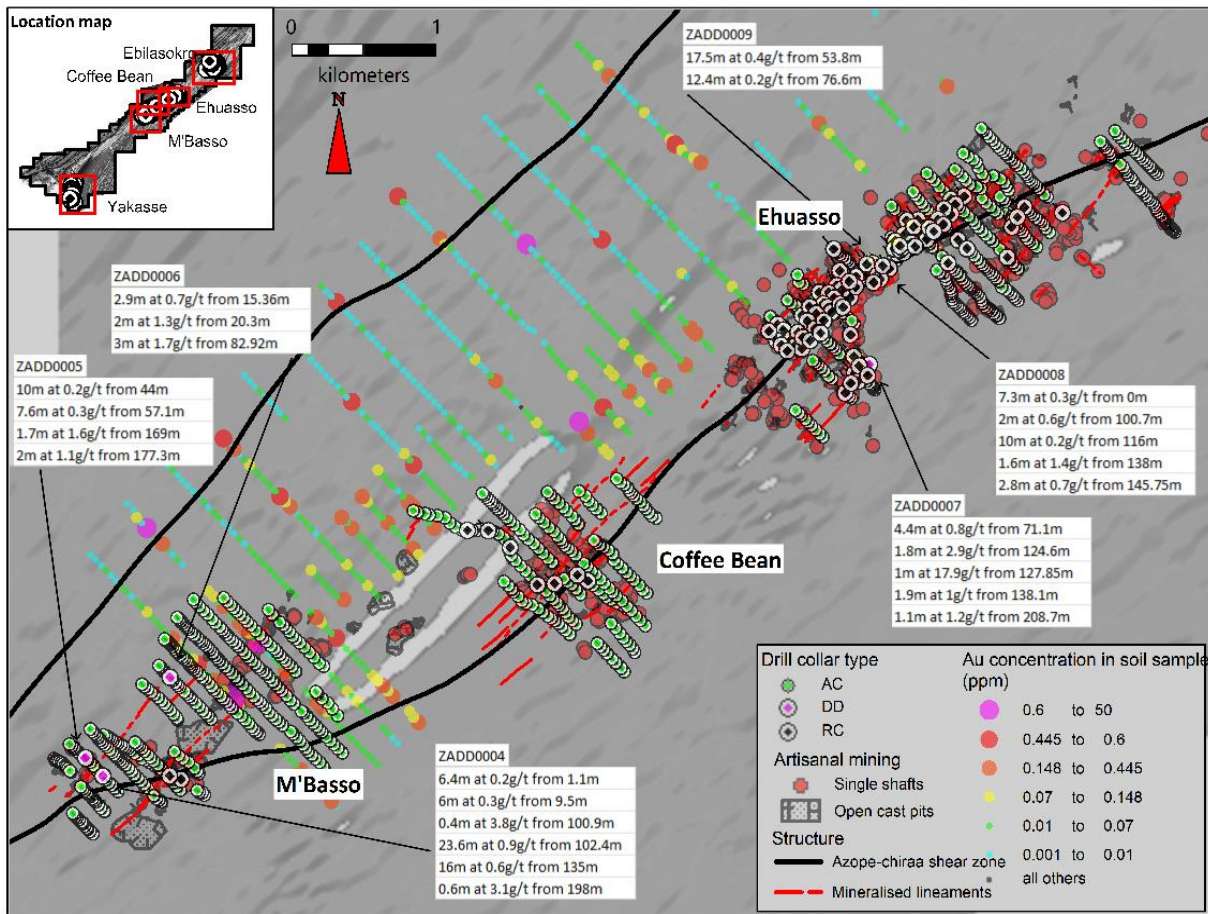 Location map
Ebilasokro
Coffee Bean
Ehuasso
M'Basso
Yakasse
0 1
kilometers
N
ZADD0009
17.5m at 0.4g/t from 53.8m
12.4m at 0.2g/t from 76.6m
Ehuasso
ZADD0006
2.9m at 0.7g/t from 15.36m
2m at 1.3g/t from 20.3m
3m at 1.7g/t from 82.92m
ZADD0005
10m at 0.2g/t from 44m
7.6m at 0.3g/t from 57.1m
1.7m at 1.6g/t from 169m
2m at 1.1g/t from 177.3m
ZADD0008
7.3m at 0.3g/t from 0m
2m at 0.6g/t from 100.7m
10m at 0.2g/t from 116m
1.6m at 1.4g/t from 138m
2.8m at 0.7g/t from 145.75m
ZADD0007
4.4m at 0.8g/t from 71.1m
1.8m at 2.9g/t from 124.6m
1m at 17.9g/t from 127.85m
1.9m at 1g/t from 138.1m
1.1m at 1.2g/t from 208.7m
Coffee Bean
M'Basso
ZADD0004
6.4m at 0.2g/t from 1.1m
6m at 0.3g/t from 9.5m
0.4m at 3.8g/t from 100.9m
23.6m at 0.9g/t from 102.4m
16m at 0.6g/t from 135m
0.6m at 3.1g/t from 198m
Drill collar type
AC
DD
RC
Artisanal mining
Single shafts
Open cast pits
Structure
Azope-chiraa shear zone
Mineralised lineaments
Au concentration in soil sample
(ppm)
0.6 to 50
0.445 to 0.6
0.148 to 0.445
0.07 to 0.148
0.01 to 0.07
0.001 to 0.01
all others